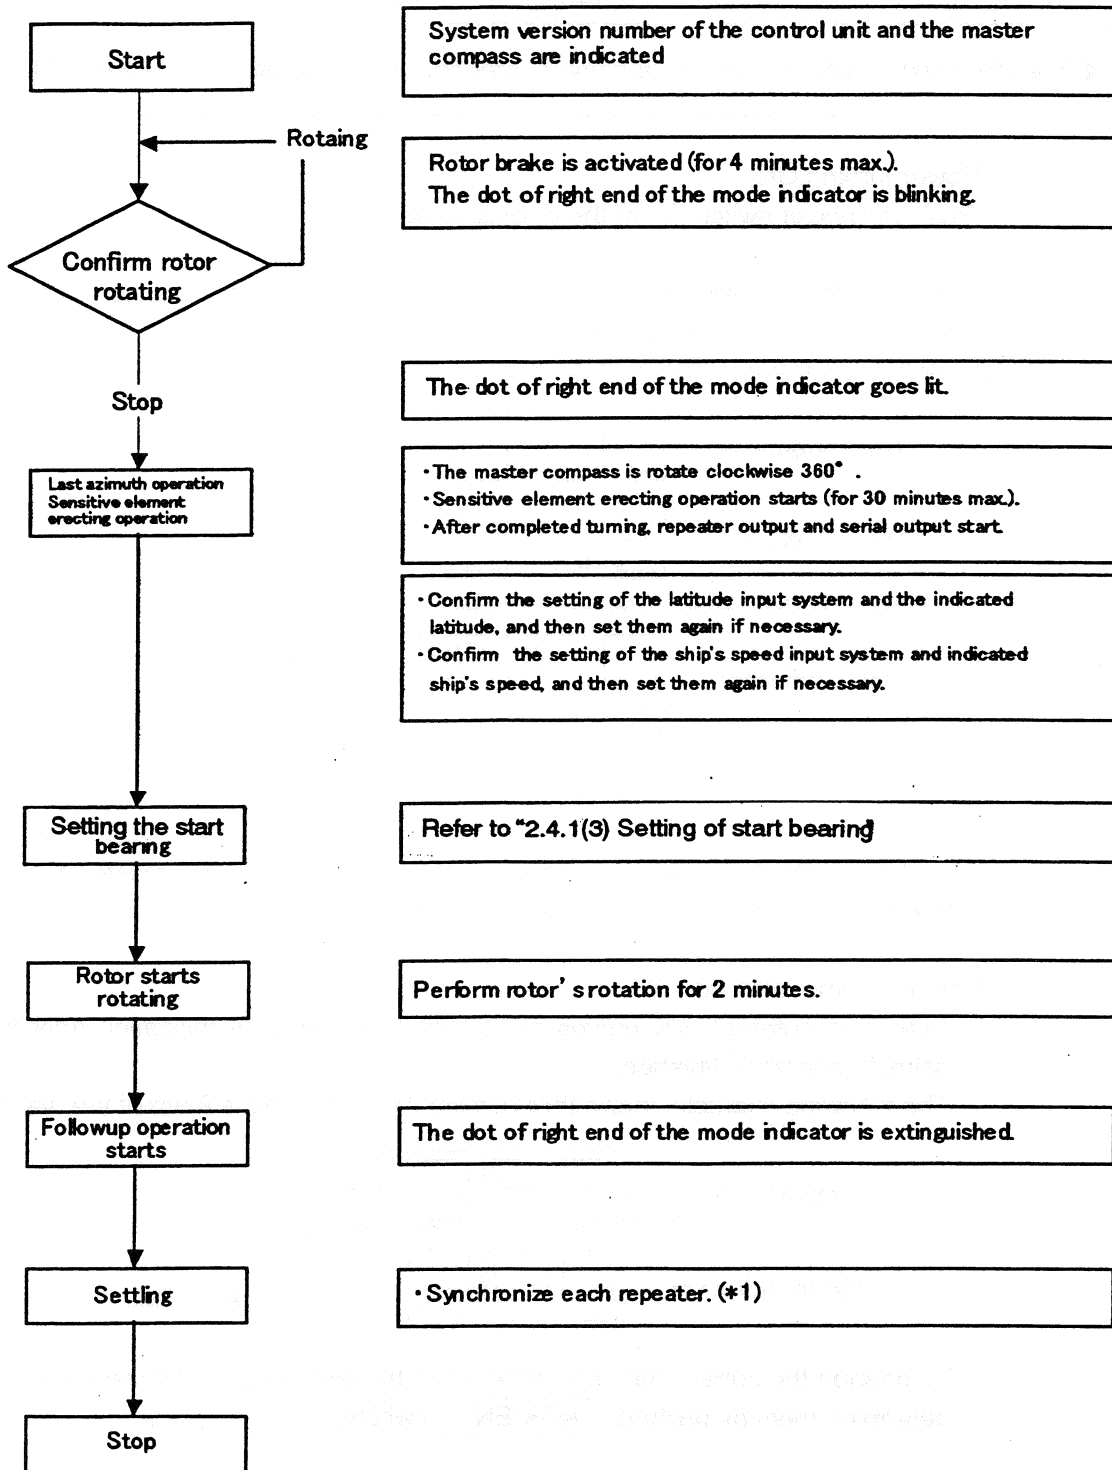 Start
System version number of the control unit and the master
compass are indicated
Rotaing
Rotor brake is activated (for 4 minutes max.).
The dot of right end of the mode indicator is blinking.
Confirm rotor
rotating
Stop
The dot of right end of the mode indicator goes lit.
Last azimuth operation
Sensitive element
erecting operation
・The master compass is rotate clockwise 360° .
・Sensitive element erecting operation starts (for 30 minutes max.).
・After completed turning, repeater output and serial output start.
・Confirm the setting of the latitude input system and the indicated
latitude, and then set them again if necessary.
・Confirm the setting of the ship's speed input system and indicated
ship's speed, and then set them again if necessary.
Setting the start
bearing
Refer to "2.4.1(3) Setting of start bearing
Rotor starts
rotating
Perform rotor' s rotation for 2 minutes.
Followup operation
starts
The dot of right end of the mode indicator is extinguished.
Settling
・Synchronize each repeater. (*1)
Stop